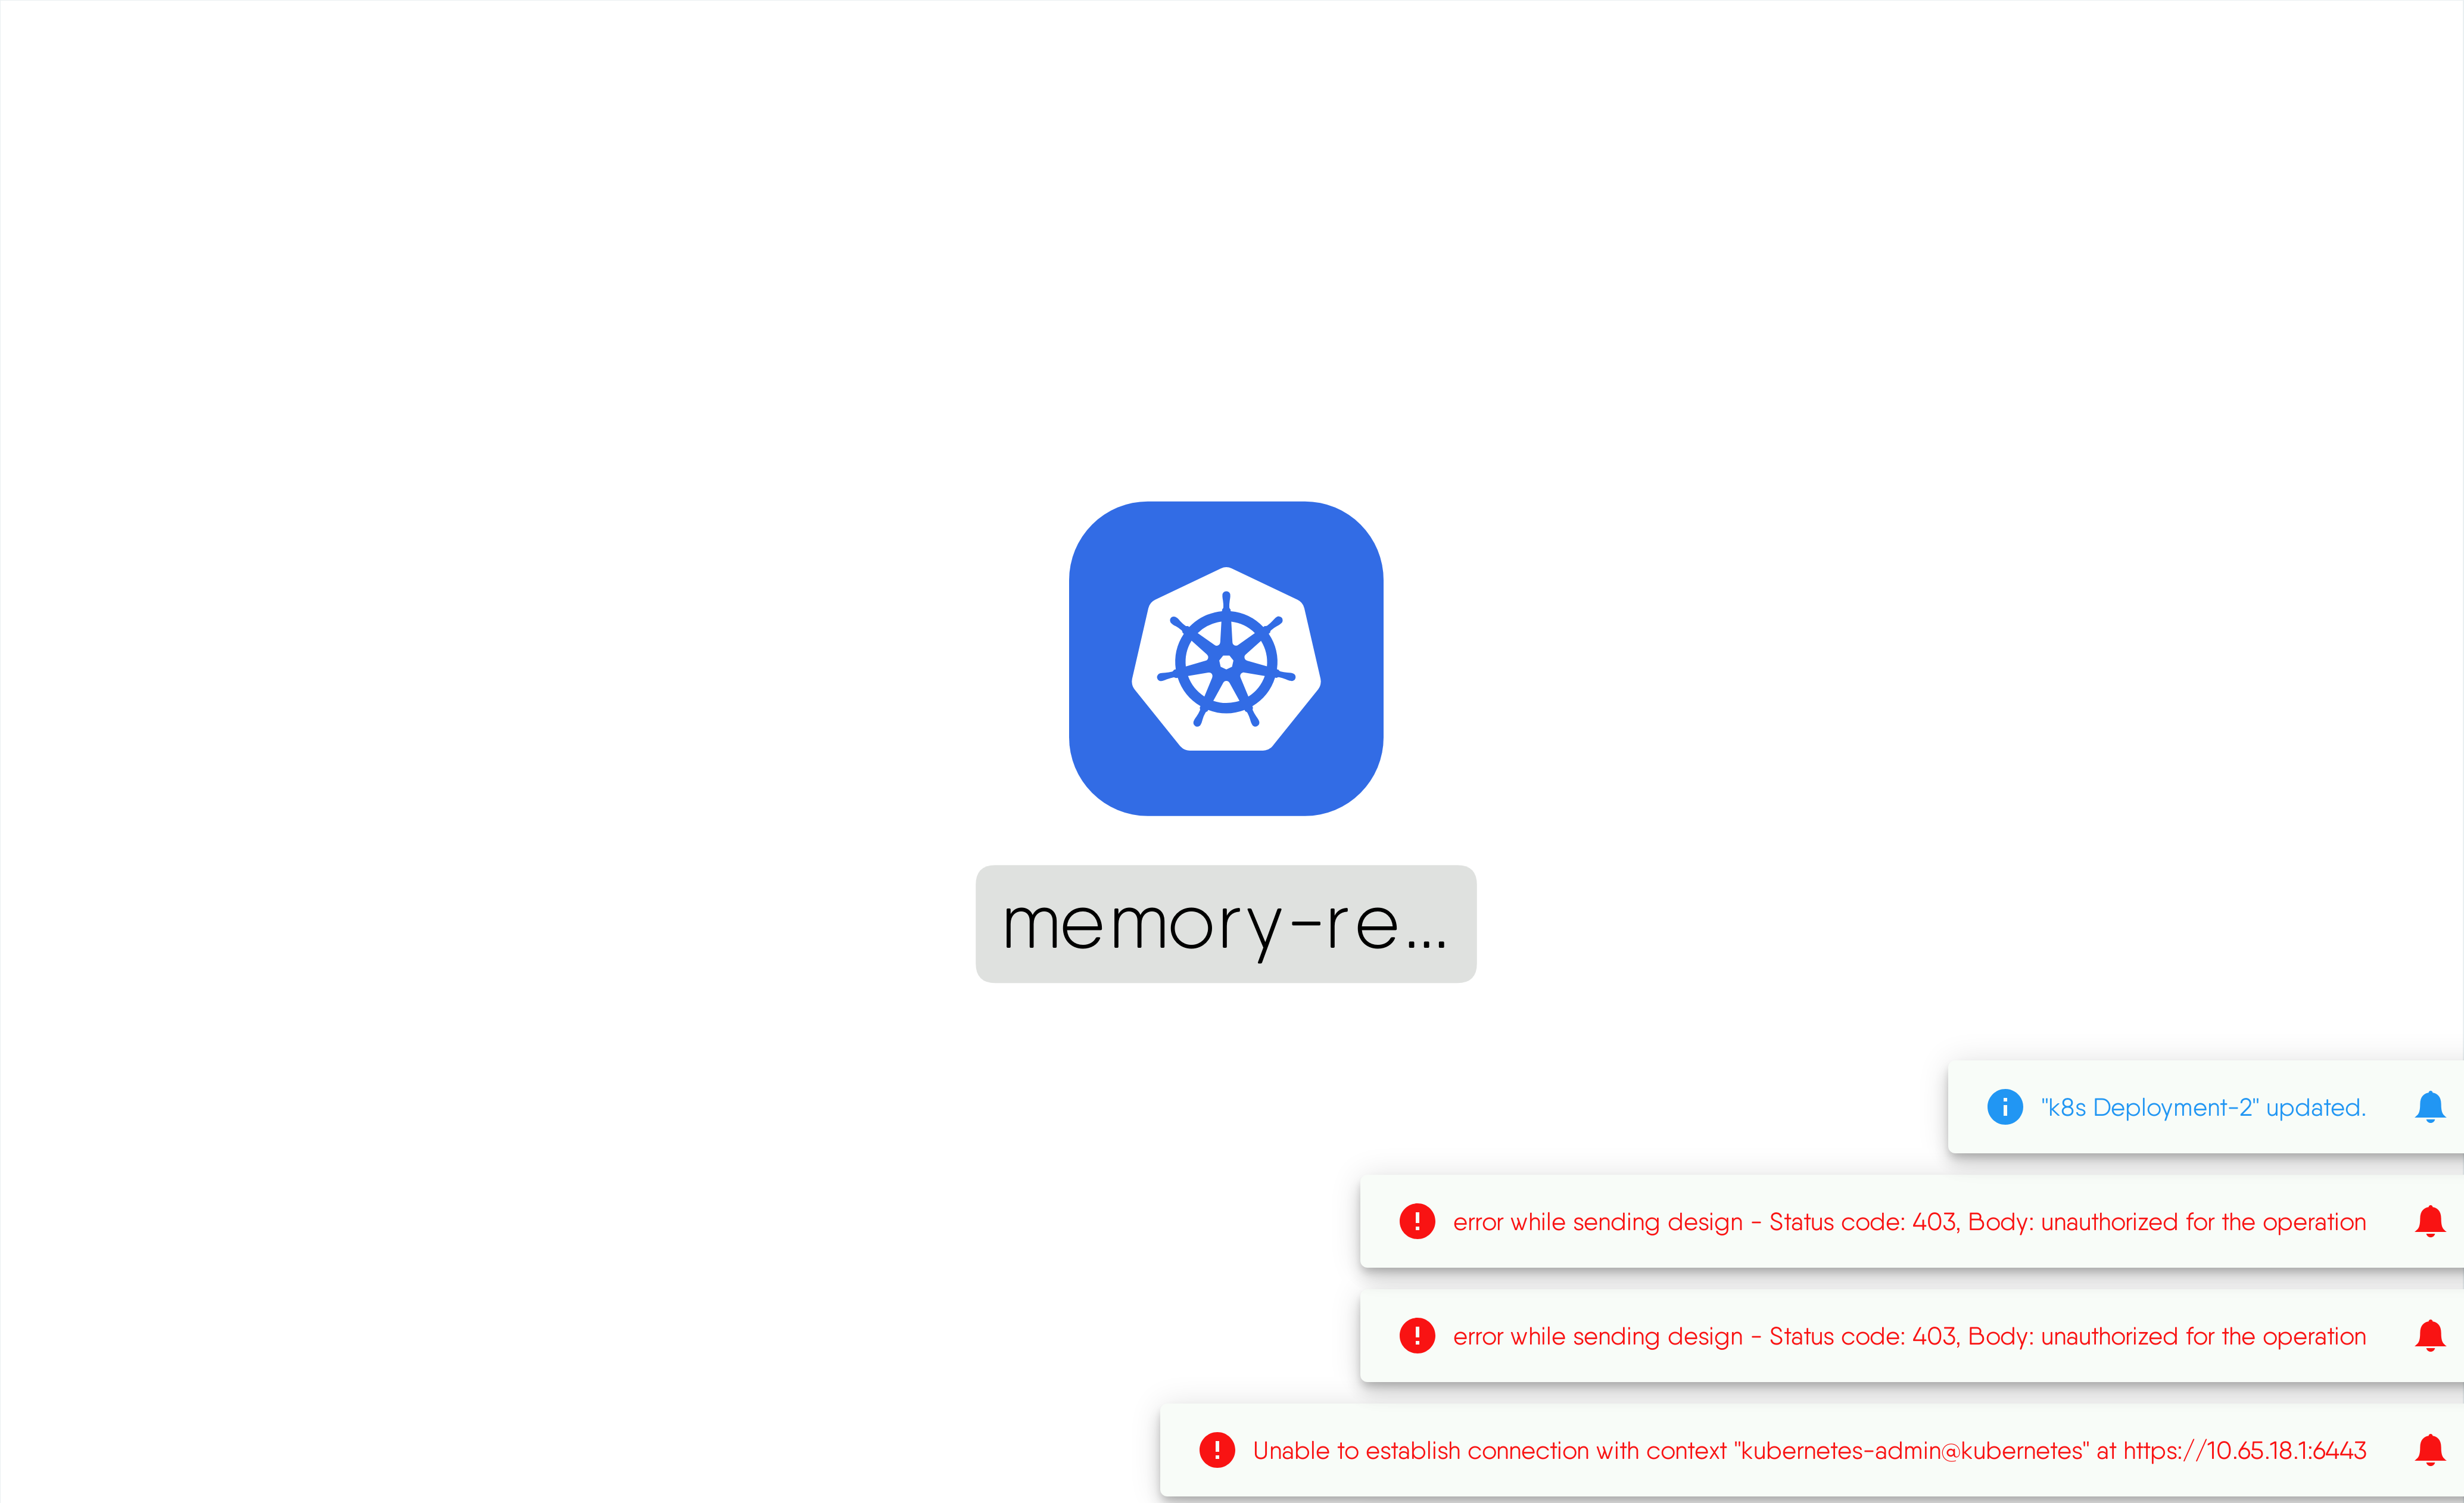 memory-re...
"k8s Deployment-2" updated.
error while sending design - Status code: 403, Body: unauthorized for the operation
error while sending design - Status code: 403, Body: unauthorized for the operation
Unable to establish connection with context "kubernetes-admin@kubernetes" at https://10.65.18.1:6443